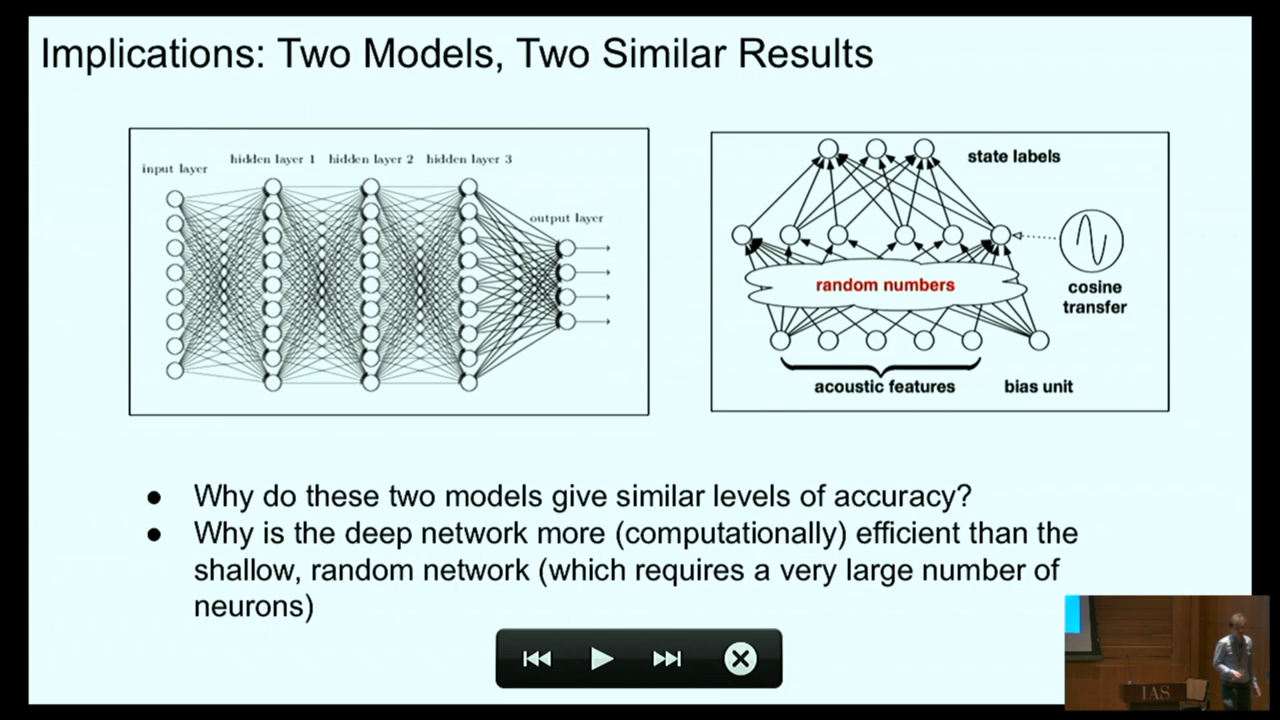 Implications: Two Models, Two Similar Results
input layer
hidden layer 1 hidden layer 2 hidden layer 3
output layer
state labels
random numbers
cosine
transfer
acoustic features
bias unit
● Why do these two models give similar levels of accuracy?
● Why is the deep network more (computationally) efficient than the
shallow, random network (which requires a very large number of
neurons)
IAS